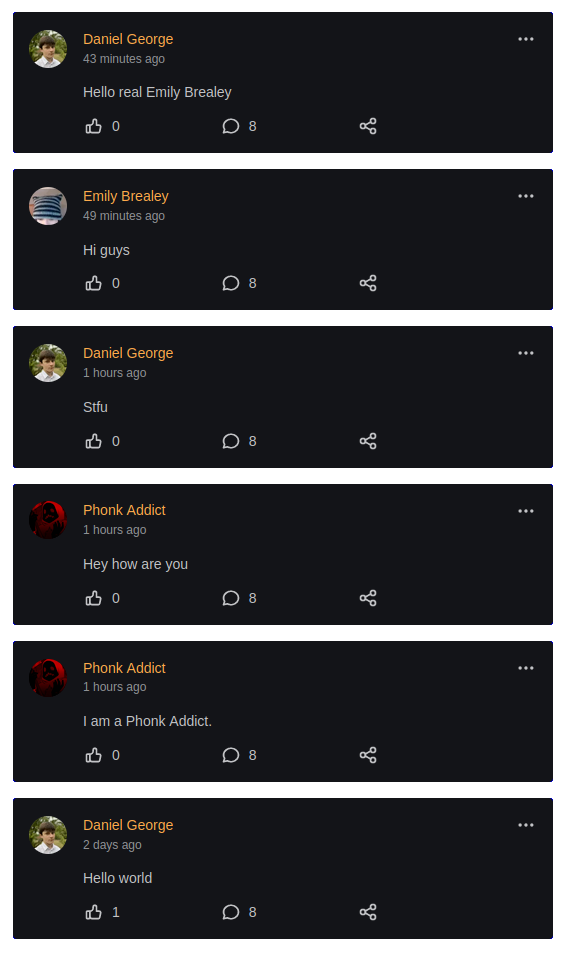 Daniel George
43 minutes ago
Hello real Emily Brealey
0 8
Emily Brealey
49 minutes ago
Hi guys
0 8
Daniel George
1 hours ago
Stfu
0 8
Phonk Addict
1 hours ago
Hey how are you
0 8
Phonk Addict
1 hours ago
I am a Phonk Addict.
0 8
Daniel George
2 days ago
Hello world
1 8